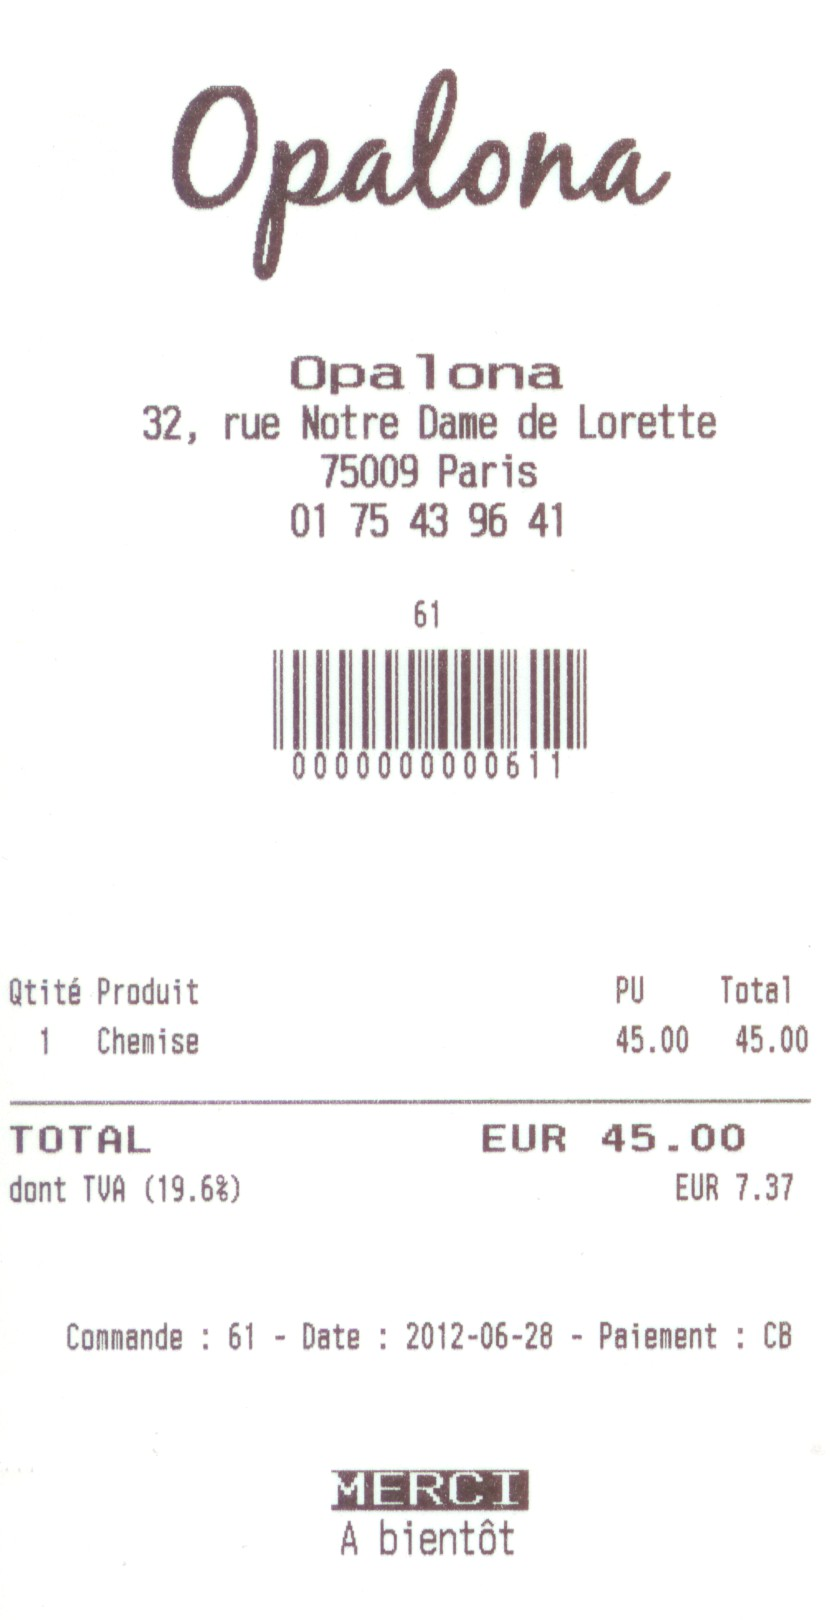 Opalona
Opalona
32, rue Notre Dame de Lorette
75009 Paris
01 75 43 96 41
61
0000000000611
Qtité Produit PU Total
1 Chemise 45.00 45.00
TOTAL EUR 45.00
dont TVA (19.6%) EUR 7.37
Commande : 61 - Date : 2012-06-28 - Paiement : CB
MERCI
A bientôt